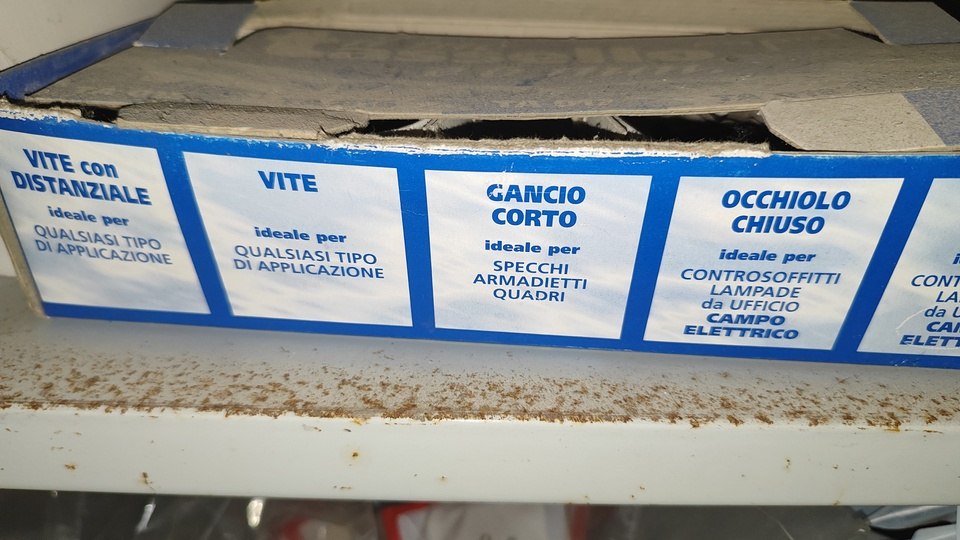 VITE con
DISTANZIALE
ideale per
QUALSIASI TIPO
DI APPLICAZIONE
VITE
ideale per
QUALSIASI TIPO
DI APPLICAZIONE
GANCIO
CORTO
ideale per
SPECCHI
ARMADIETTI
QUADRI
OCCHIOLO
CHIUSO
ideale per
CONTROSOFFITTI
LAMPADE
da UFFICIO
CAMPO
ELETTRICO